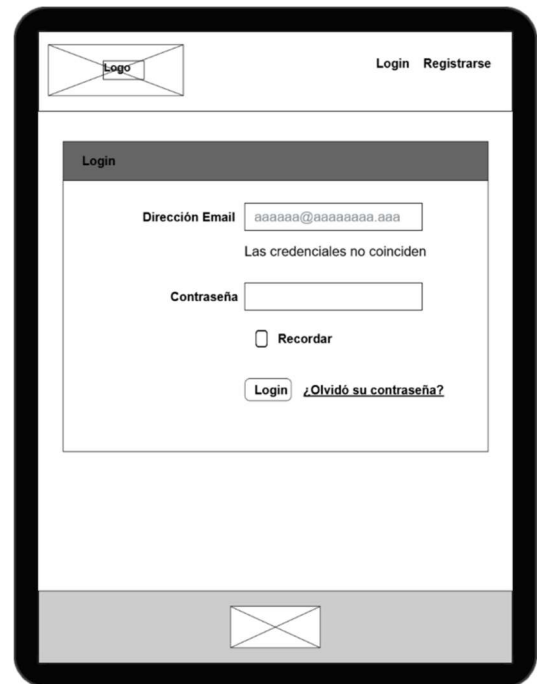 Logo
Login Registrarse
Login
Dirección Email aaaaaa@aaaaaaaa.aaa
Las credenciales no coinciden
Contraseña
Recordar
Login ¿Olvidó su contraseña?